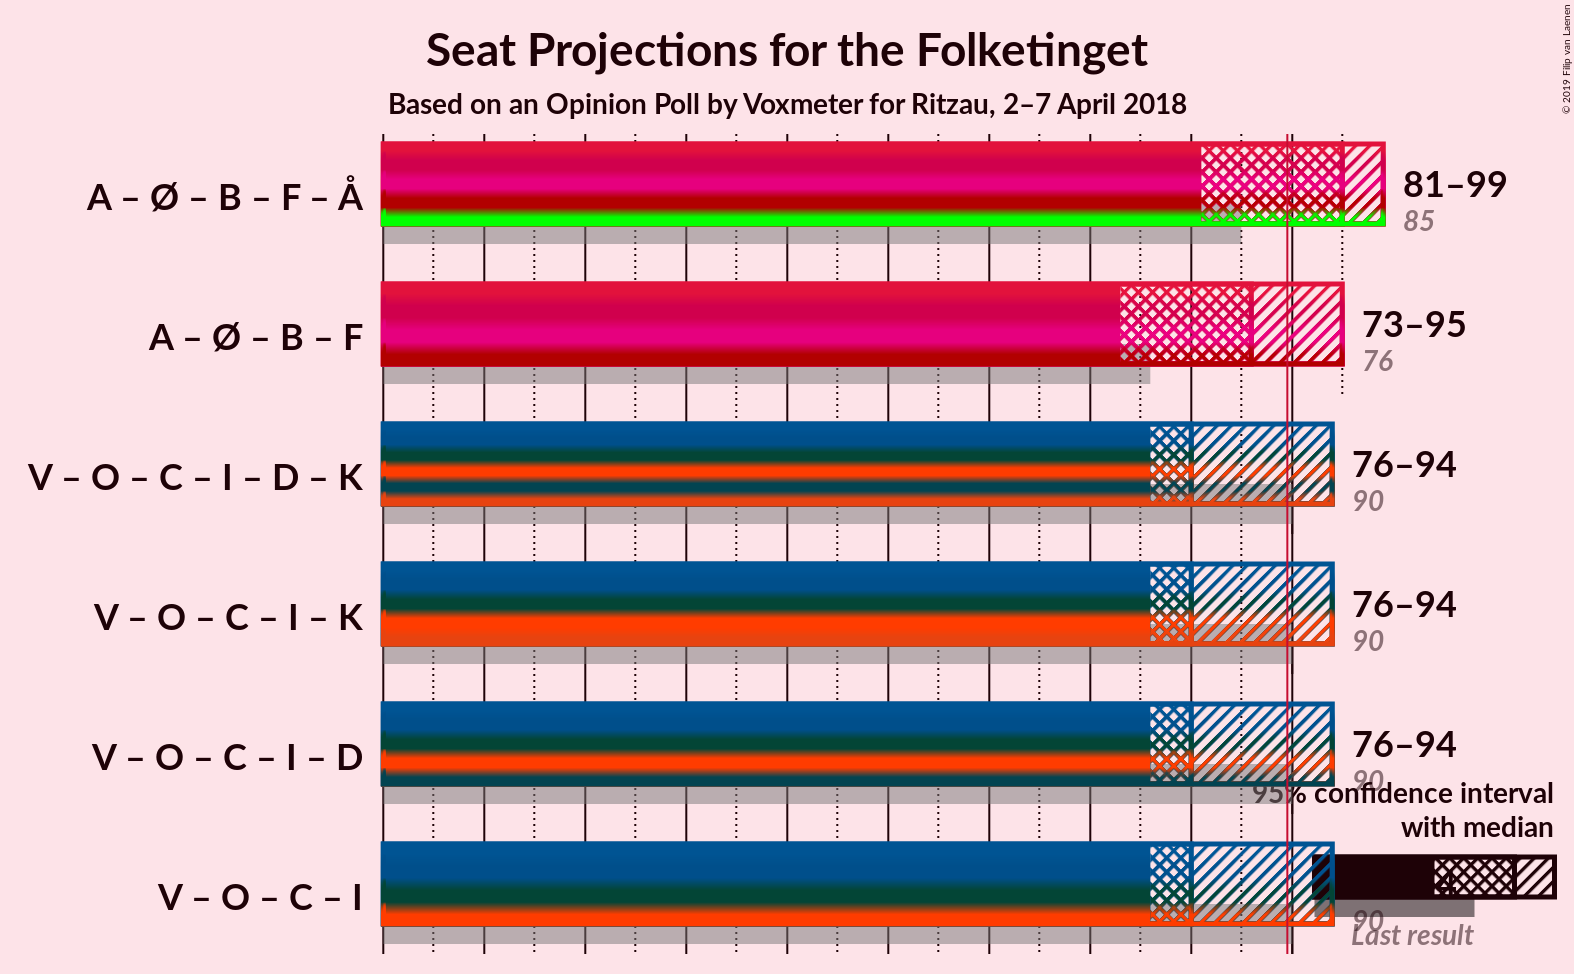 Seat Projections for the Folketinget
Based on an Opinion Poll by Voxmeter for Ritzau, 2–7 April 2018
© 2019 Filip van Laenen
A – Ø – B – F – Å
81–99
85
A – Ø – B – F
73–95
76
V – O – C – I – D – K
76–94
90
V – O – C – I – K
76–94
90
V – O – C – I – D
76–94
90
95% confidence interval
with median
V – O – C – I
90
Last result